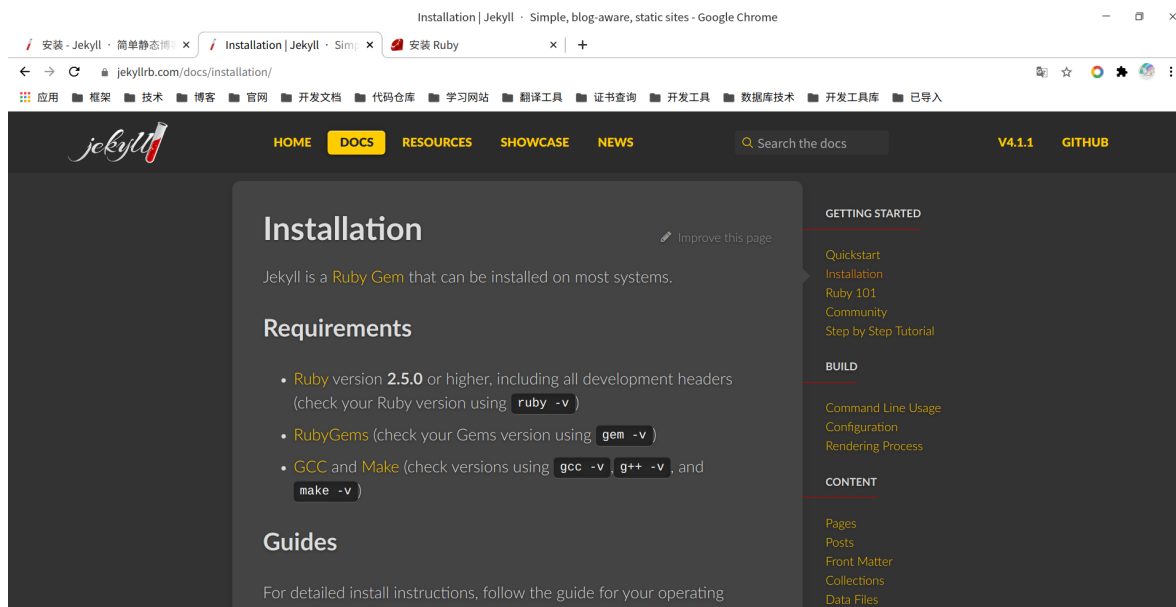 Installation | Jekyll · Simple, blog-aware, static sites - Google Chrome
安装 - Jekyll · 简单静态博
Installation | Jekyll · Simp
安装 Ruby
jekyllrb.com/docs/installation/
应用 框架 技术 博客 官网 开发文档 代码仓库 学习网站 翻译工具 证书查询 开发工具 数据库技术 开发工具库 已导入
jekyll HOME DOCS RESOURCES SHOWCASE NEWS Search the docs V4.1.1 GITHUB
Installation
Improve this page
Jekyll is a Ruby Gem that can be installed on most systems.
Requirements
• Ruby version 2.5.0 or higher, including all development headers
(check your Ruby version using ruby -v)
• RubyGems (check your Gems version using gem -v)
• GCC and Make (check versions using gcc -v, g++ -v, and
make -v)
Guides
For detailed install instructions, follow the guide for your operating
GETTING STARTED
Quickstart
Installation
Ruby 101
Community
Step by Step Tutorial
BUILD
Command Line Usage
Configuration
Rendering Process
CONTENT
Pages
Posts
Front Matter
Collections
Data Files